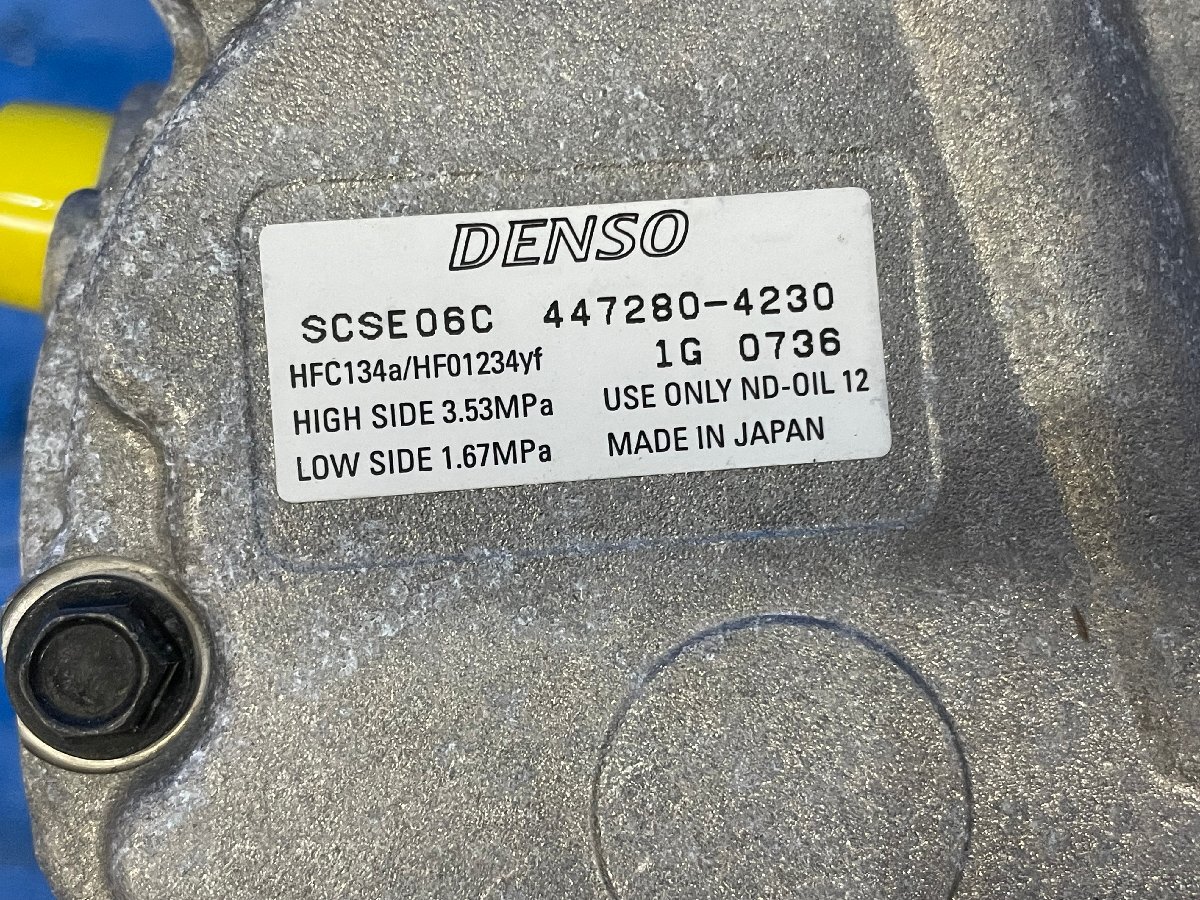 DENSO
SCSE06C 447280-4230
HFC134a/HFO1234yf 1G 0736
HIGH SIDE 3.53MPa USE ONLY ND-OIL 12
LOW SIDE 1.67MPa MADE IN JAPAN